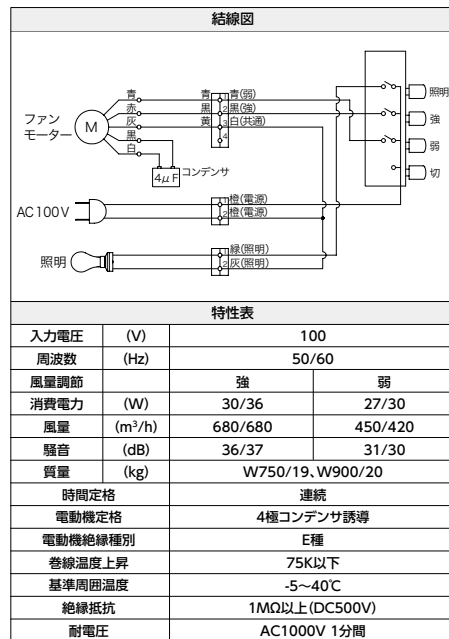 結線図
ファン
モーター
M
青
赤
灰
黒
白
4μF
コンデンサ
青 1 青(弱)
黒 2 黒(強)
黄 3 白(共通)
4
照明
強
弱
切
AC100V
1 橙(電源)
2 橙(電源)
照明
1 緑(照明)
2 灰(照明)
特性表
入力電圧 (V) 100
周波数 (Hz) 50/60
風量調節 強 弱
消費電力 (W) 30/36 27/30
風量 (m³/h) 680/680 450/420
騒音 (dB) 36/37 31/30
質量 (kg) W750/19、W900/20
時間定格 連続
電動機定格 4極コンデンサ誘導
電動機絶縁種別 E種
巻線温度上昇 75K以下
基準周囲温度 -5〜40℃
絶縁抵抗 1MΩ以上(DC500V)
耐電圧 AC1000V 1分間